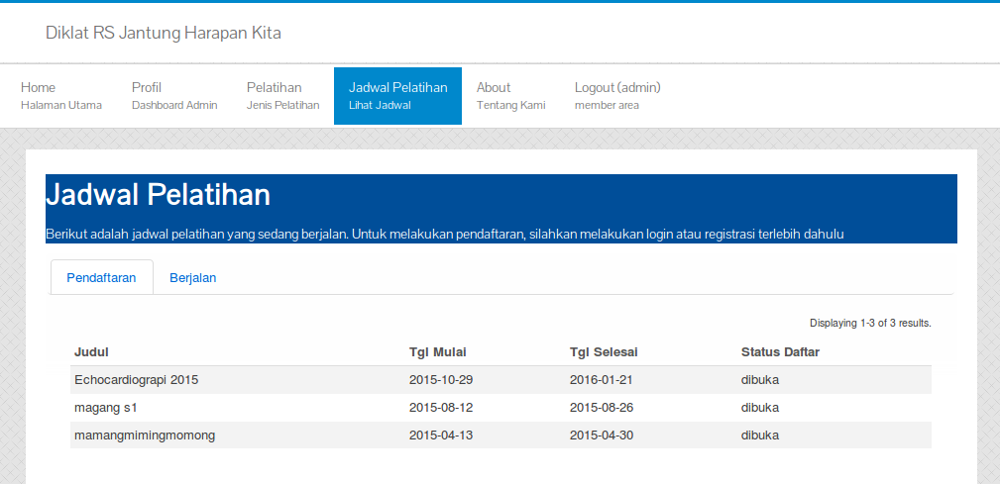 Diklat RS Jantung Harapan Kita
Home Profil Pelatihan Jadwal Pelatihan About Logout (admin)
Halaman Utama Dashboard Admin Jenis Pelatihan Lihat Jadwal Tentang Kami member area
Jadwal Pelatihan
Berikut adalah jadwal pelatihan yang sedang berjalan. Untuk melakukan pendaftaran, silahkan melakukan login atau registrasi terlebih dahulu
Pendaftaran Berjalan
Displaying 1-3 of 3 results.
Judul Tgl Mulai Tgl Selesai Status Daftar
Echocardiograpi 2015 2015-10-29 2016-01-21 dibuka
magang s1 2015-08-12 2015-08-26 dibuka
mamangmimingmomong 2015-04-13 2015-04-30 dibuka